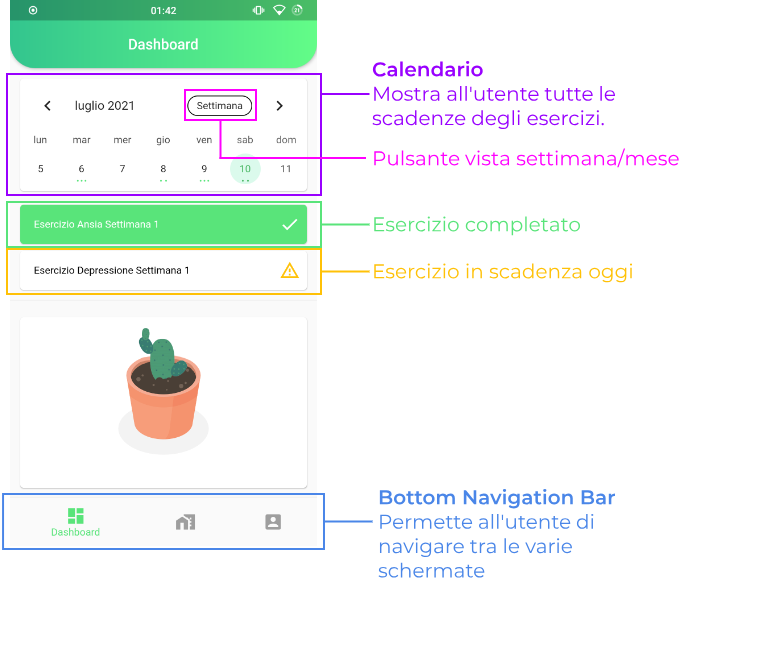 01:42
21
Dashboard
luglio 2021
Settimana
lun mar mer gio ven sab dom
5 6 7 8 9 10 11
Esercizio Ansia Settimana 1
Esercizio Depressione Settimana 1
Dashboard
Calendario
Mostra all'utente tutte le
scadenze degli esercizi.
Pulsante vista settimana/mese
Esercizio completato
Esercizio in scadenza oggi
Bottom Navigation Bar
Permette all'utente di
navigare tra le varie
schermate